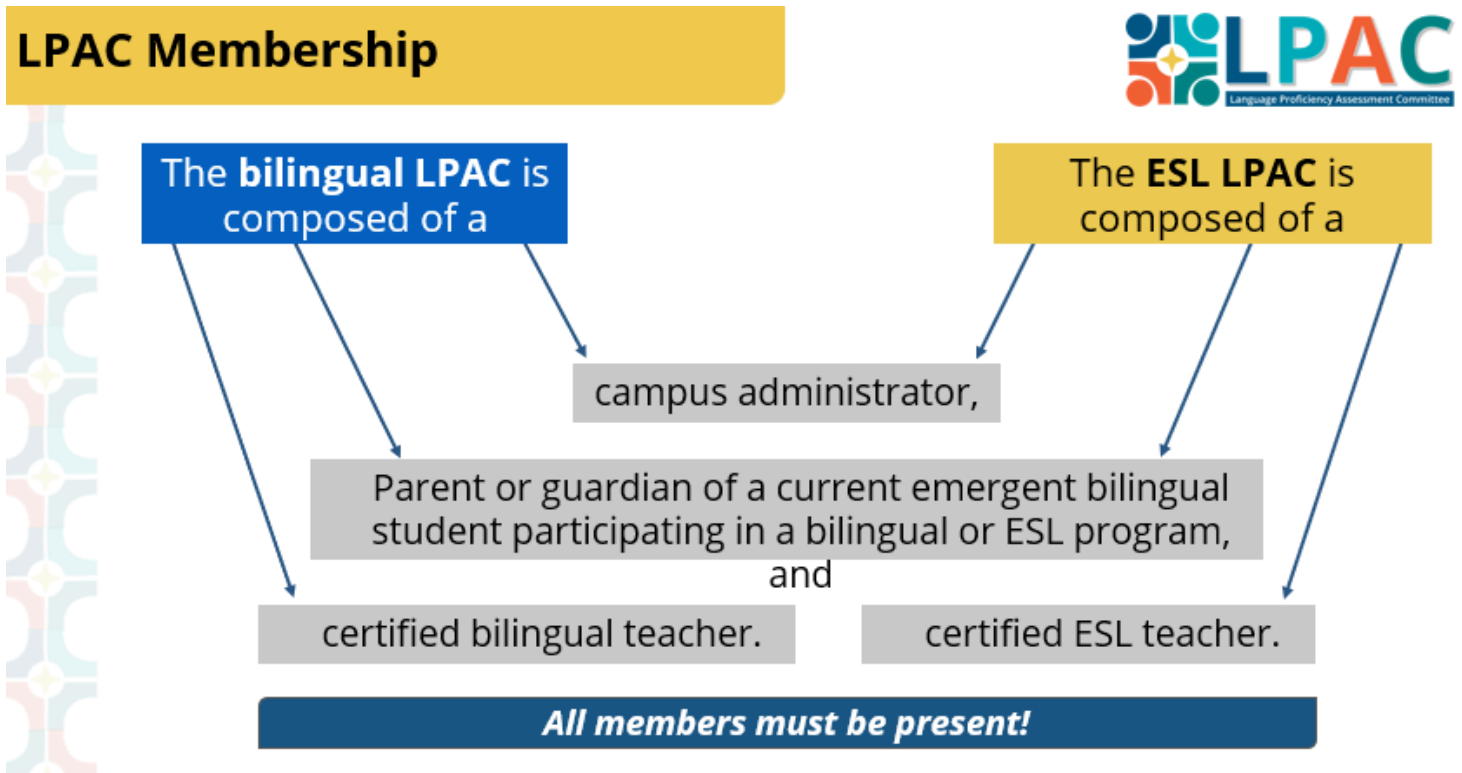 LPAC Membership
LPAC
Language Proficiency Assessment Committee
The bilingual LPAC is
composed of a
The ESL LPAC is
composed of a
campus administrator,
Parent or guardian of a current emergent bilingual
student participating in a bilingual or ESL program,
and
certified bilingual teacher.
certified ESL teacher.
All members must be present!